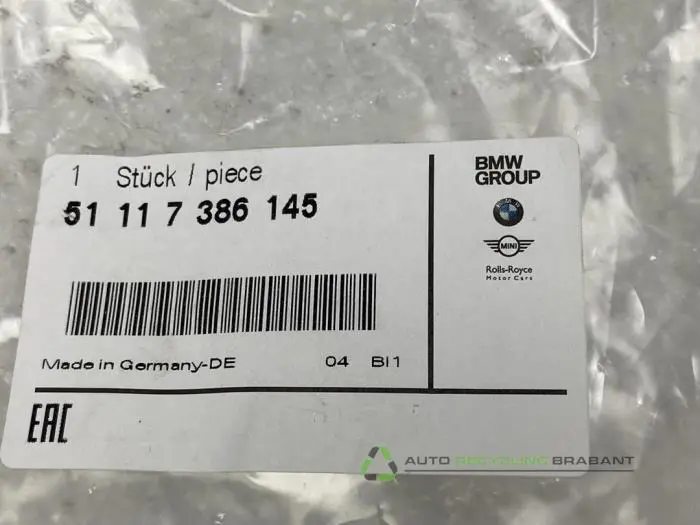 1 Stück / piece
51 11 7 386 145
Made in Germany-DE 04 BI1
EAC
BMW
GROUP
MINI
Rolls-Royce
Motor Cars
AUTO RECYCLING BRABANT